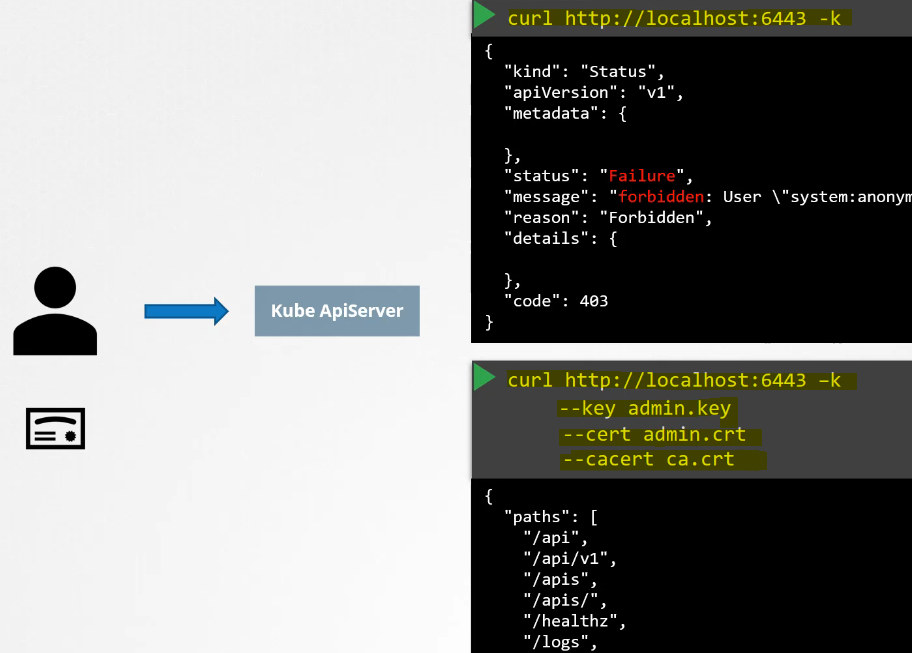 curl http://localhost:6443 -k
{
"kind": "Status",
"apiVersion": "v1",
"metadata": {
},
"status": "Failure",
"message": "forbidden: User \"system:anonym
"reason": "Forbidden",
"details": {
},
"code": 403
}
Kube ApiServer
curl http://localhost:6443 –k
--key admin.key
--cert admin.crt
--cacert ca.crt
{
"paths": [
"/api",
"/api/v1",
"/apis",
"/apis/",
"/healthz",
"/logs",